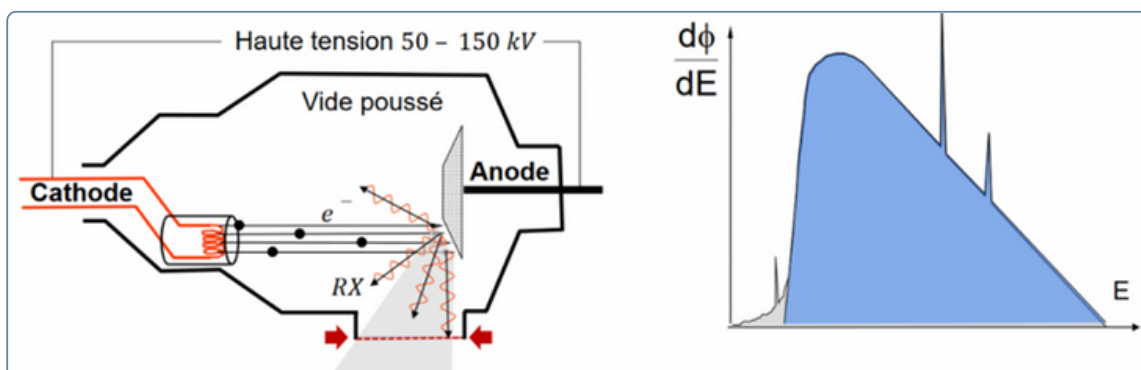 Haute tension 50 – 150 kV
Vide poussé
Cathode
Anode
e⁻
RX
dϕ
dE
E